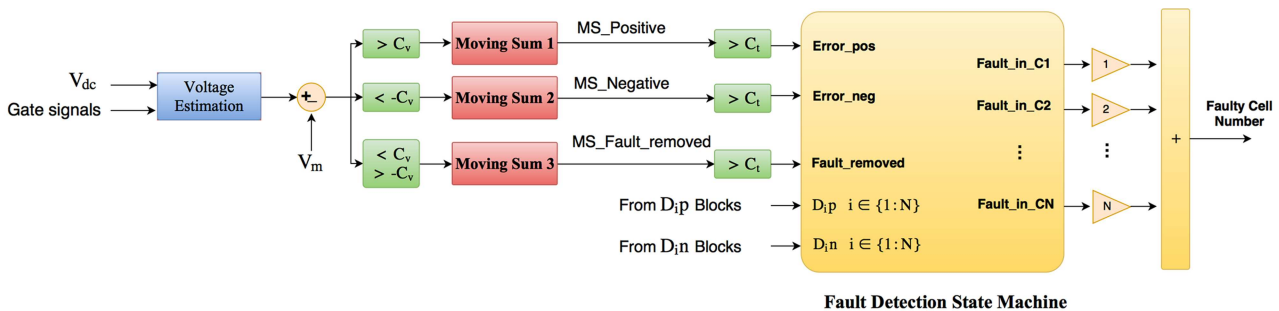 V_dc
Gate signals
Voltage
Estimation
+-
V_m
> C_v
Moving Sum 1
MS_Positive
> C_t
< -C_v
Moving Sum 2
MS_Negative
> C_t
< C_v
> -C_v
Moving Sum 3
MS_Fault_removed
> C_t
From D_ip Blocks
From D_in Blocks
Error_pos
Error_neg
Fault_removed
D_ip i ∈ {1:N}
D_in i ∈ {1:N}
Fault_in_C1
Fault_in_C2
⋮
Fault_in_CN
1
2
⋮
N
+
Faulty Cell
Number
Fault Detection State Machine